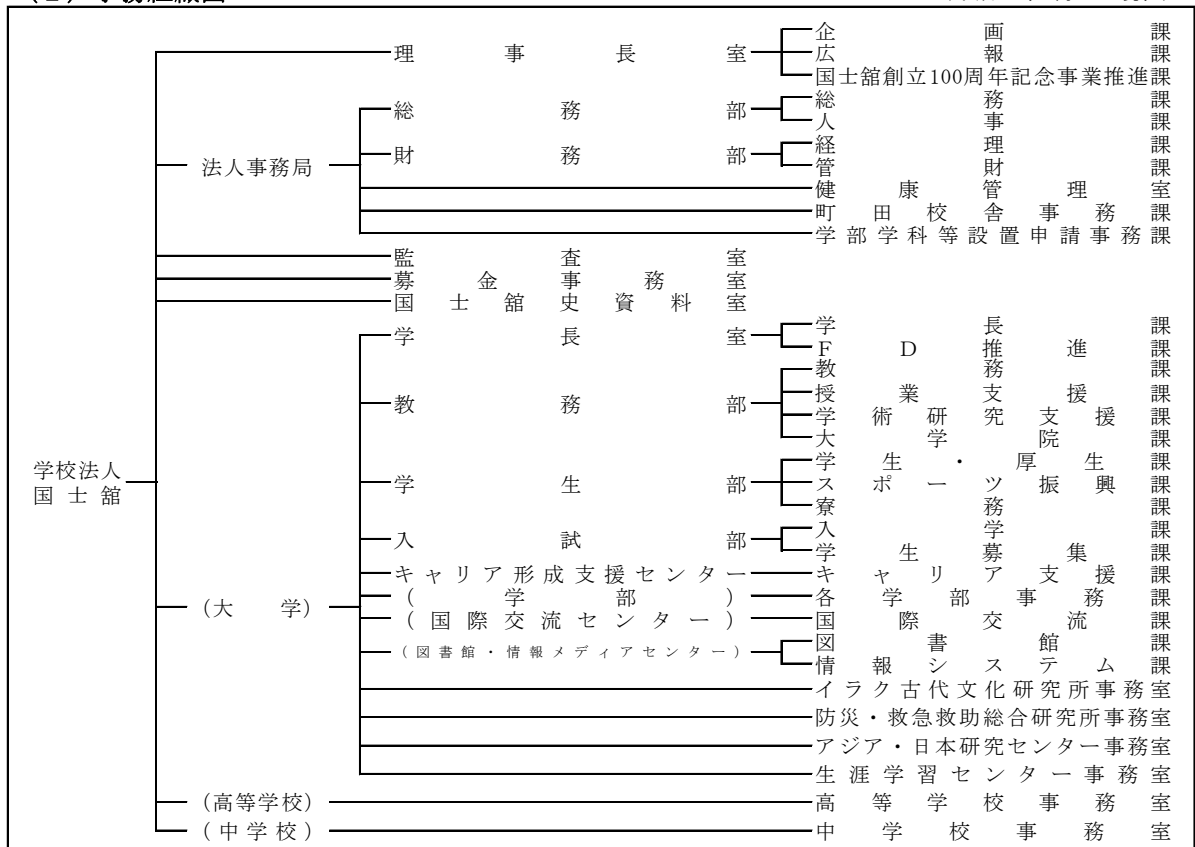 理事長室
企画課
広報課
国士舘創立100周年記念事業推進課
法人事務局
総務部
総務課
人事課
財務部
経理課
管財課
健康管理室
町田校舎事務課
学部学科等設置申請事務課
監査室
募金事務室
国士舘史資料室
学校法人
国士舘
(大学)
学長室
学長課
FD推進課
教務部
教務課
授業支援課
学術研究支援課
大学院課
学生部
学生・厚生課
スポーツ振興課
寮務課
入試部
入学課
学生募集課
キャリア形成支援センター
キャリア支援課
(学部)
各学部事務課
(国際交流センター)
国際交流課
(図書館・情報メディアセンター)
図書館課
情報システム課
イラク古代文化研究所事務室
防災・救急救助総合研究所事務室
アジア・日本研究センター事務室
生涯学習センター事務室
(高等学校)
高等学校事務室
(中学校)
中学校事務室